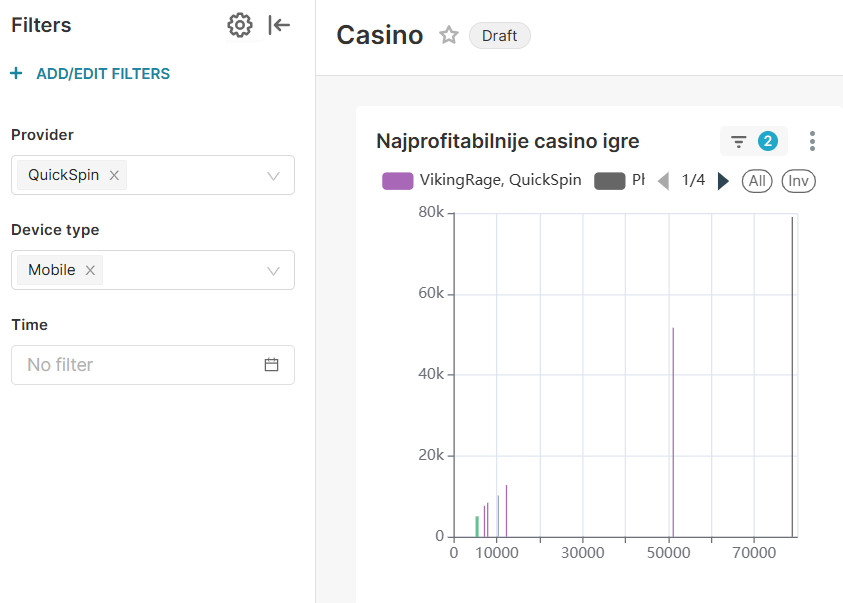 Filters
ADD/EDIT FILTERS
Provider
QuickSpin
Device type
Mobile
Time
No filter
Casino
Draft
Najprofitabilnije casino igre
2
VikingRage, QuickSpin
1/4
All
Inv
80k
60k
40k
20k
0
0 10000 30000 50000 70000